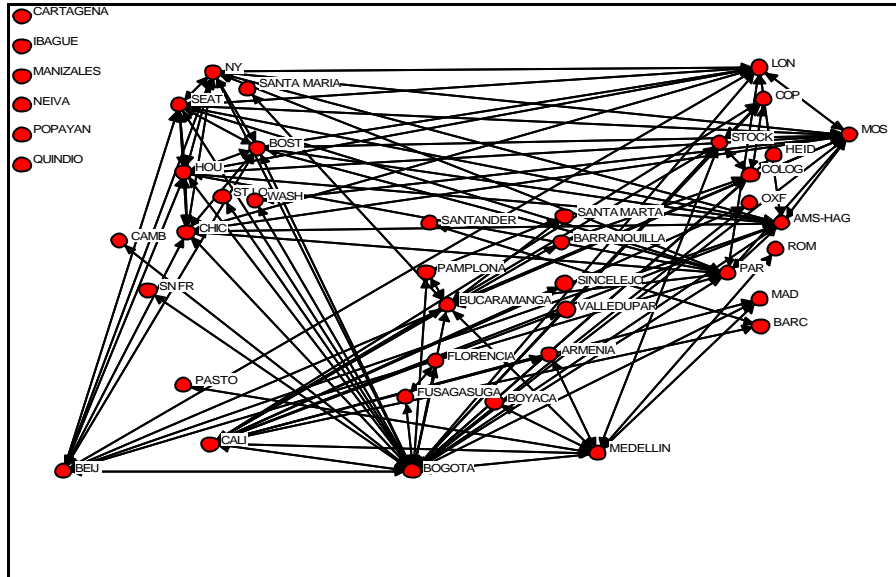 CARTAGENA
IBAGUE
MANIZALES
NEIVA
POPAYAN
QUINDIO
NY
LON
SANTA MARIA
SEAT
COP
BOST
STOCK
MOS
HEID
HOU
COLOG
ST LO
WASH
OXF
SANTANDER
SANTA MARTA
AMS-HAG
CHIC
CAMB
BARRANQUILLA
ROM
PAMPLONA
PAR
SN FR
BUCARAMANGA
SINCELEJO
MAD
VALLEDUPAR
BARC
FLORENCIA
ARMENIA
PASTO
FUSAGASUGA
BOYACA
CALI
MEDELLIN
BEIJ
BOGOTA